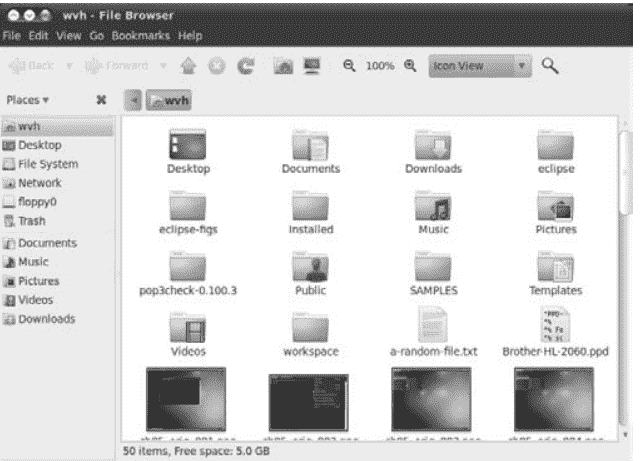 wvh - File Browser
File Edit View Go Bookmarks Help
Back Forward 100% Icon View
Places wvh
wvh
Desktop
File System
Network
floppy0
Trash
Documents
Music
Pictures
Videos
Downloads
Desktop Documents Downloads eclipse
eclipse-figs Installed Music Pictures
pop3check-0.100.3 Public SAMPLES Templates
Videos workspace a-random-file.txt Brother-HL-2060.ppd
50 items, Free space: 5.0 GB